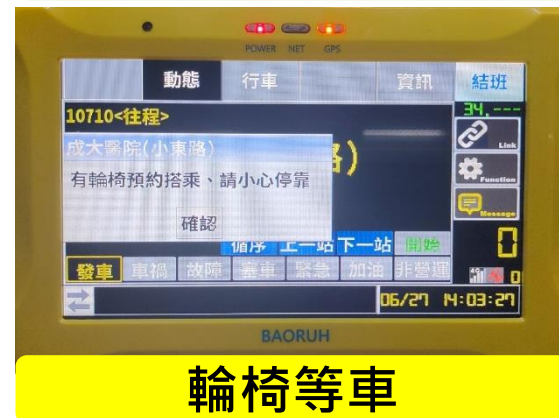 POWER NET GPS
動態 行車 資訊 結班
10710<往程>
34.---
成大醫院(小東路)
Link
有輪椅預約搭乘、請小心停靠
Function
確認
Message
循序 上一站 下一站 開始
0
發車 車禍 故障 塞車 緊急 加油 非營運
4G 0
06/27 14:03:27
BAORUH
輪椅等車